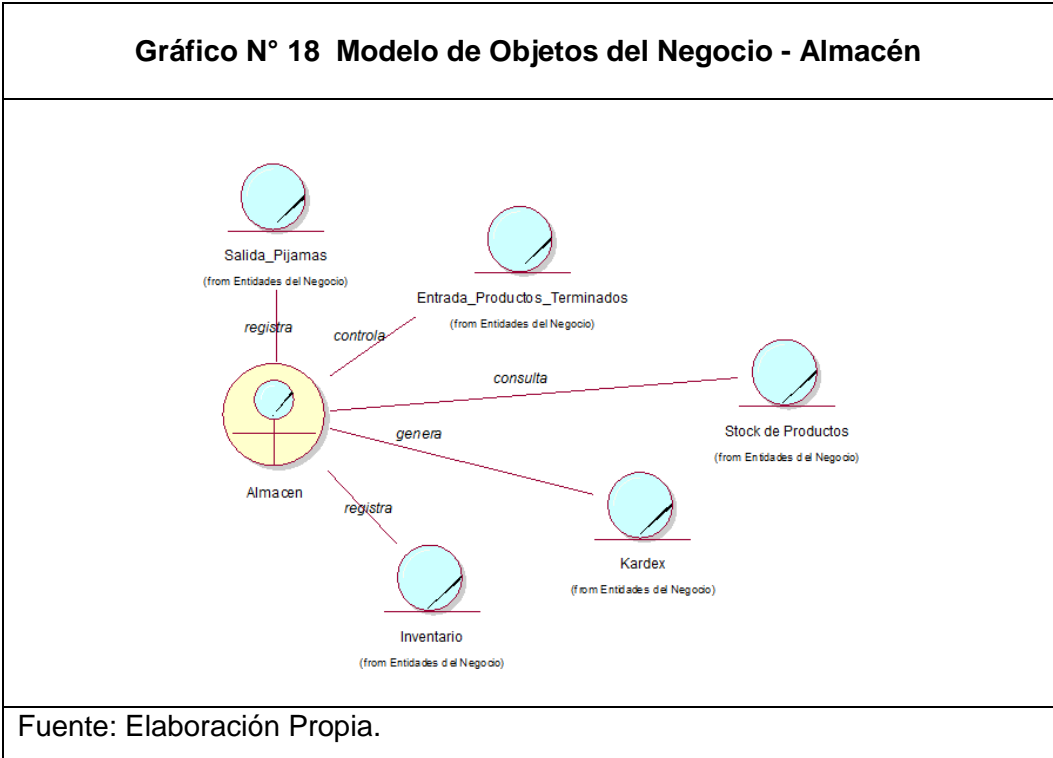 Gráfico N° 18 Modelo de Objetos del Negocio - Almacén
Salida_Pijamas
(from Entidades del Negocio)
registra
Entrada_Productos_Terminados
(from Entidades del Negocio)
controla
consulta
Stock de Productos
(from Entidades del Negocio)
genera
Almacen
registra
Kardex
(from Entidades del Negocio)
Inventario
(from Entidades del Negocio)
Fuente: Elaboración Propia.